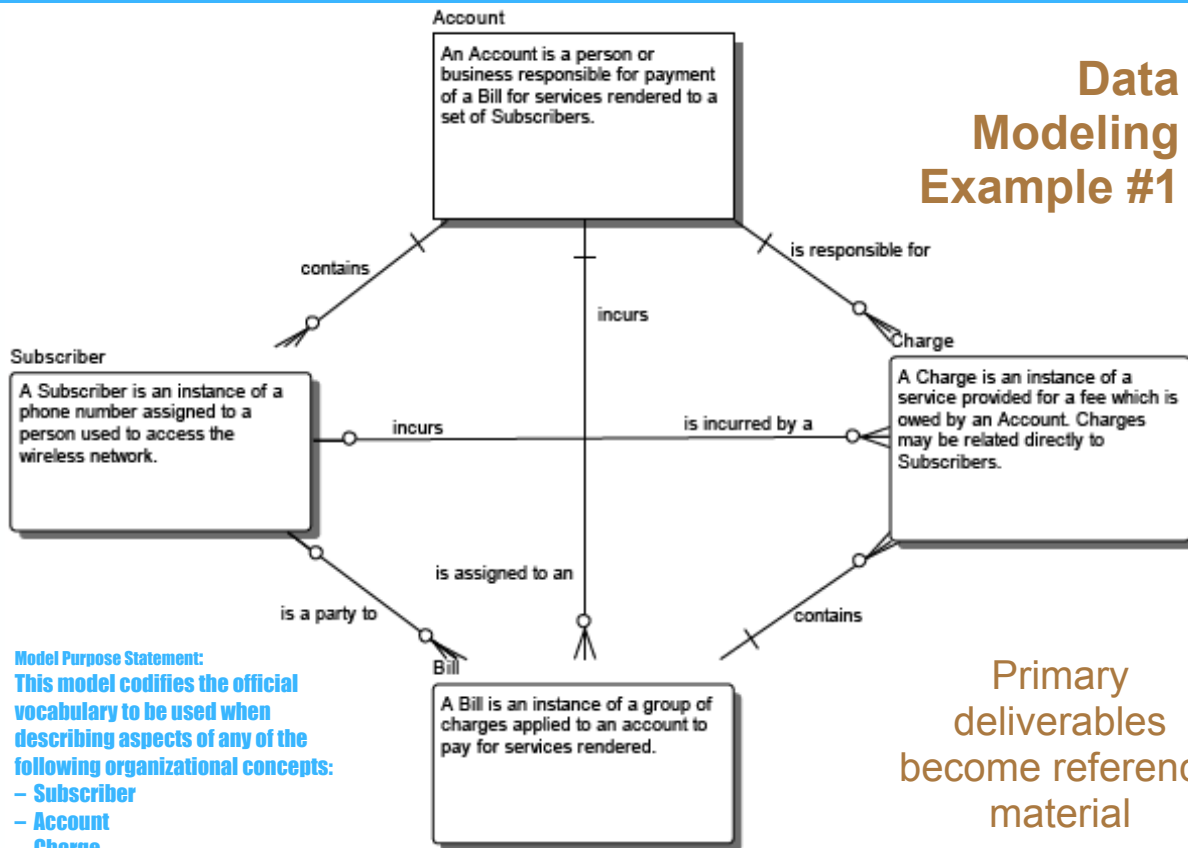 Account
An Account is a person or
business responsible for payment
of a Bill for services rendered to a
set of Subscribers.
Data
Modeling
Example #1
contains
is responsible for
incurs
Subscriber
A Subscriber is an instance of a
phone number assigned to a
person used to access the
wireless network.
incurs
is incurred by a
Charge
A Charge is an instance of a
service provided for a fee which is
owed by an Account. Charges
may be related directly to
Subscribers.
is assigned to an
is a party to
contains
Bill
A Bill is an instance of a group of
charges applied to an account to
pay for services rendered.
Model Purpose Statement:
This model codifies the official
vocabulary to be used when
describing aspects of any of the
following organizational concepts:
– Subscriber
– Account
Charge
Primary
deliverables
become referenc
material